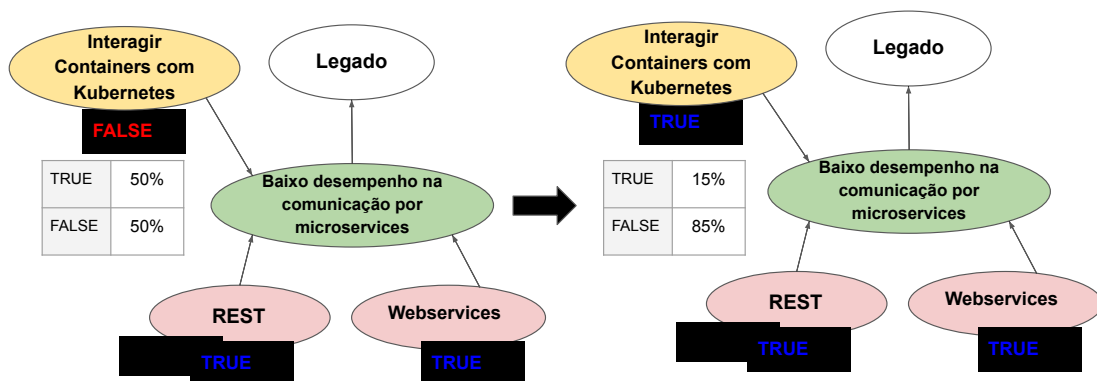 Interagir
Containers com
Kubernetes
Legado
FALSE
TRUE 50%
FALSE 50%
Baixo desempenho na
comunicação por
microservices
REST
Webservices
TRUE
TRUE
Interagir
Containers com
Kubernetes
Legado
TRUE
TRUE 15%
FALSE 85%
Baixo desempenho na
comunicação por
microservices
REST
Webservices
TRUE
TRUE